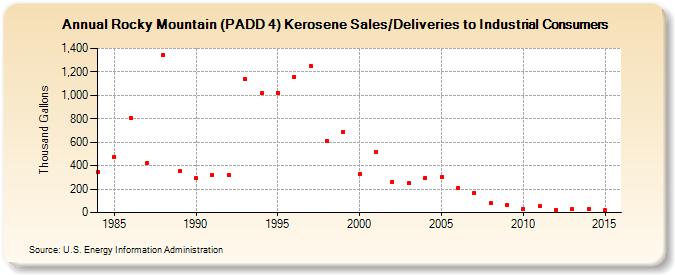 Annual Rocky Mountain (PADD 4) Kerosene Sales/Deliveries to Industrial Consumers
Thousand Gallons
1,400
1,200
1,000
800
600
400
200
0
1985 1990 1995 2000 2005 2010 2015
Source: U.S. Energy Information Administration